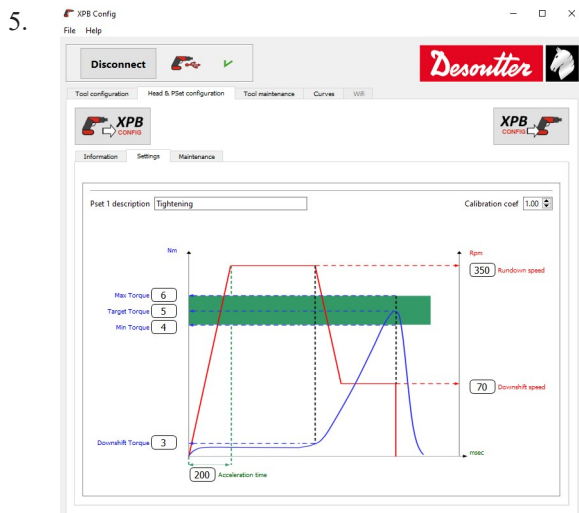 5.
XPB Config
File Help
Disconnect
Desoutter
Tool configuration Head & PSet configuration Tool maintenance Curves Wifi
XPB CONFIG
XPB CONFIG
Information Settings Maintenance
Pset 1 description Tightening Calibration coef 1.00
Nm Rpm
350 Rundown speed
Max Torque 6
Target Torque 5
Min Torque 4
70 Downshift speed
Downshift Torque 3
msec
200 Acceleration time